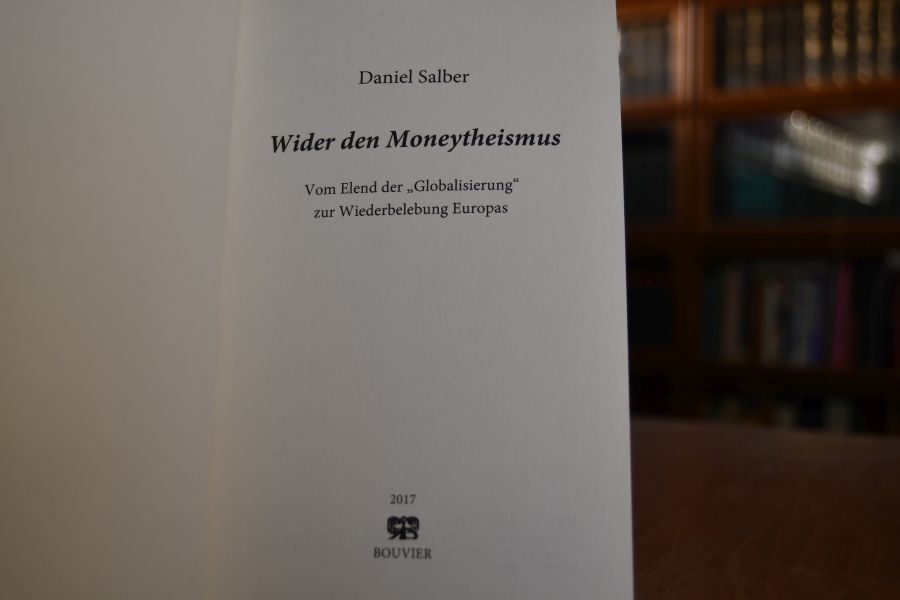 Daniel Salber
Wider den Moneytheismus
Vom Elend der „Globalisierung“
zur Wiederbelebung Europas
2017
BOUVIER